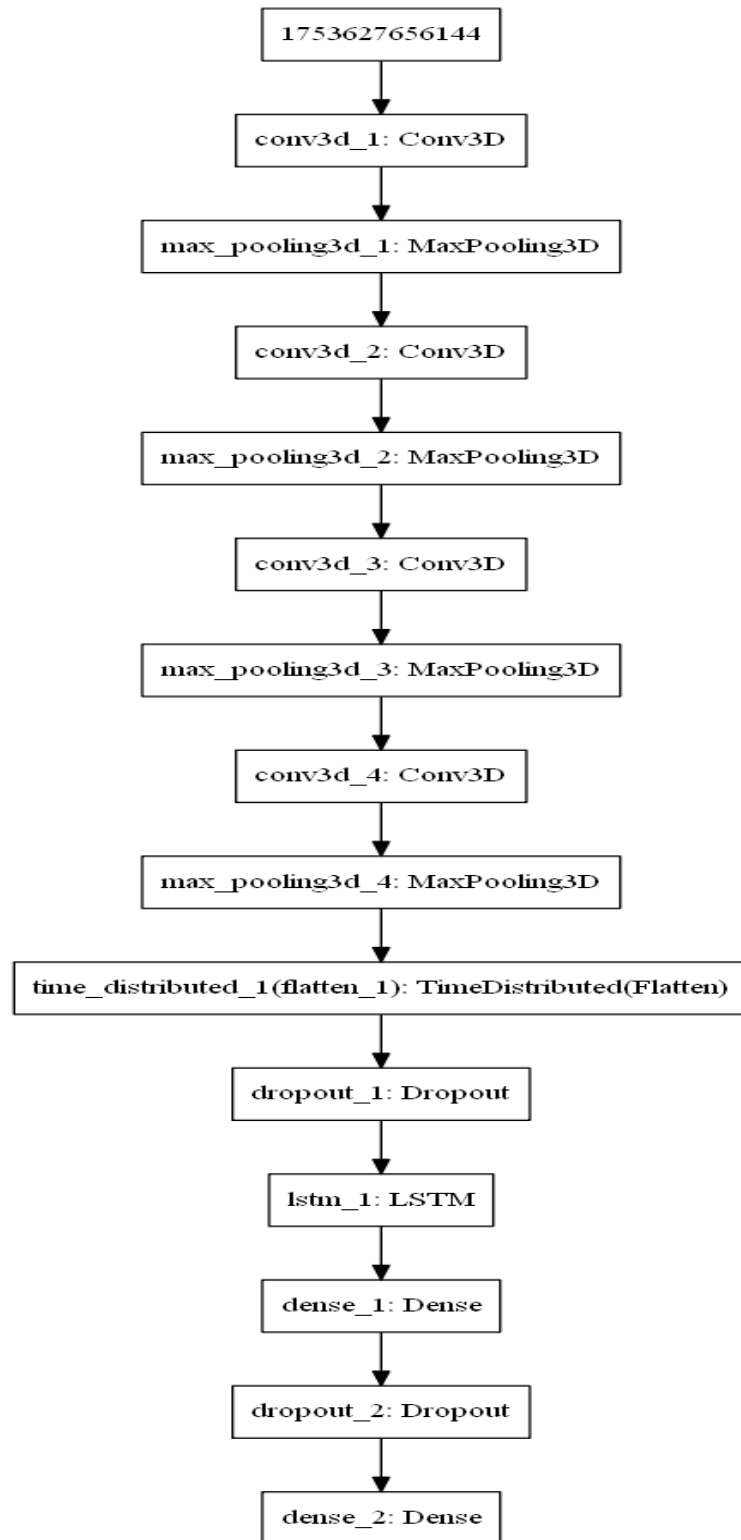 1753627656144
conv3d_1: Conv3D
max_pooling3d_1: MaxPooling3D
conv3d_2: Conv3D
max_pooling3d_2: MaxPooling3D
conv3d_3: Conv3D
max_pooling3d_3: MaxPooling3D
conv3d_4: Conv3D
max_pooling3d_4: MaxPooling3D
time_distributed_1(flatten_1): TimeDistributed(Flatten)
dropout_1: Dropout
lstm_1: LSTM
dense_1: Dense
dropout_2: Dropout
dense_2: Dense